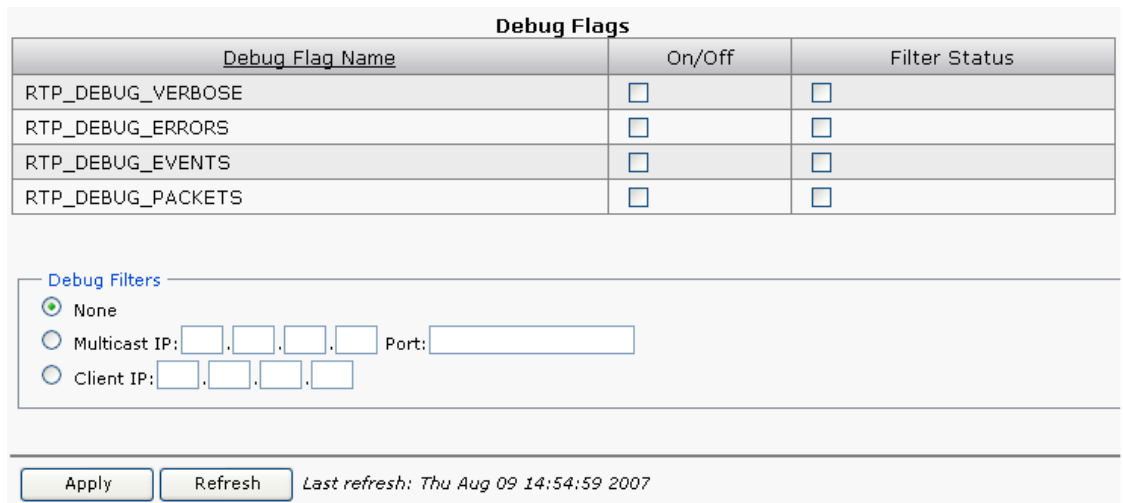 Debug Flags
Debug Flag Name On/Off Filter Status
RTP_DEBUG_VERBOSE
RTP_DEBUG_ERRORS
RTP_DEBUG_EVENTS
RTP_DEBUG_PACKETS
Debug Filters
None
Multicast IP: . . . Port:
Client IP: . . .
Apply Refresh Last refresh: Thu Aug 09 14:54:59 2007